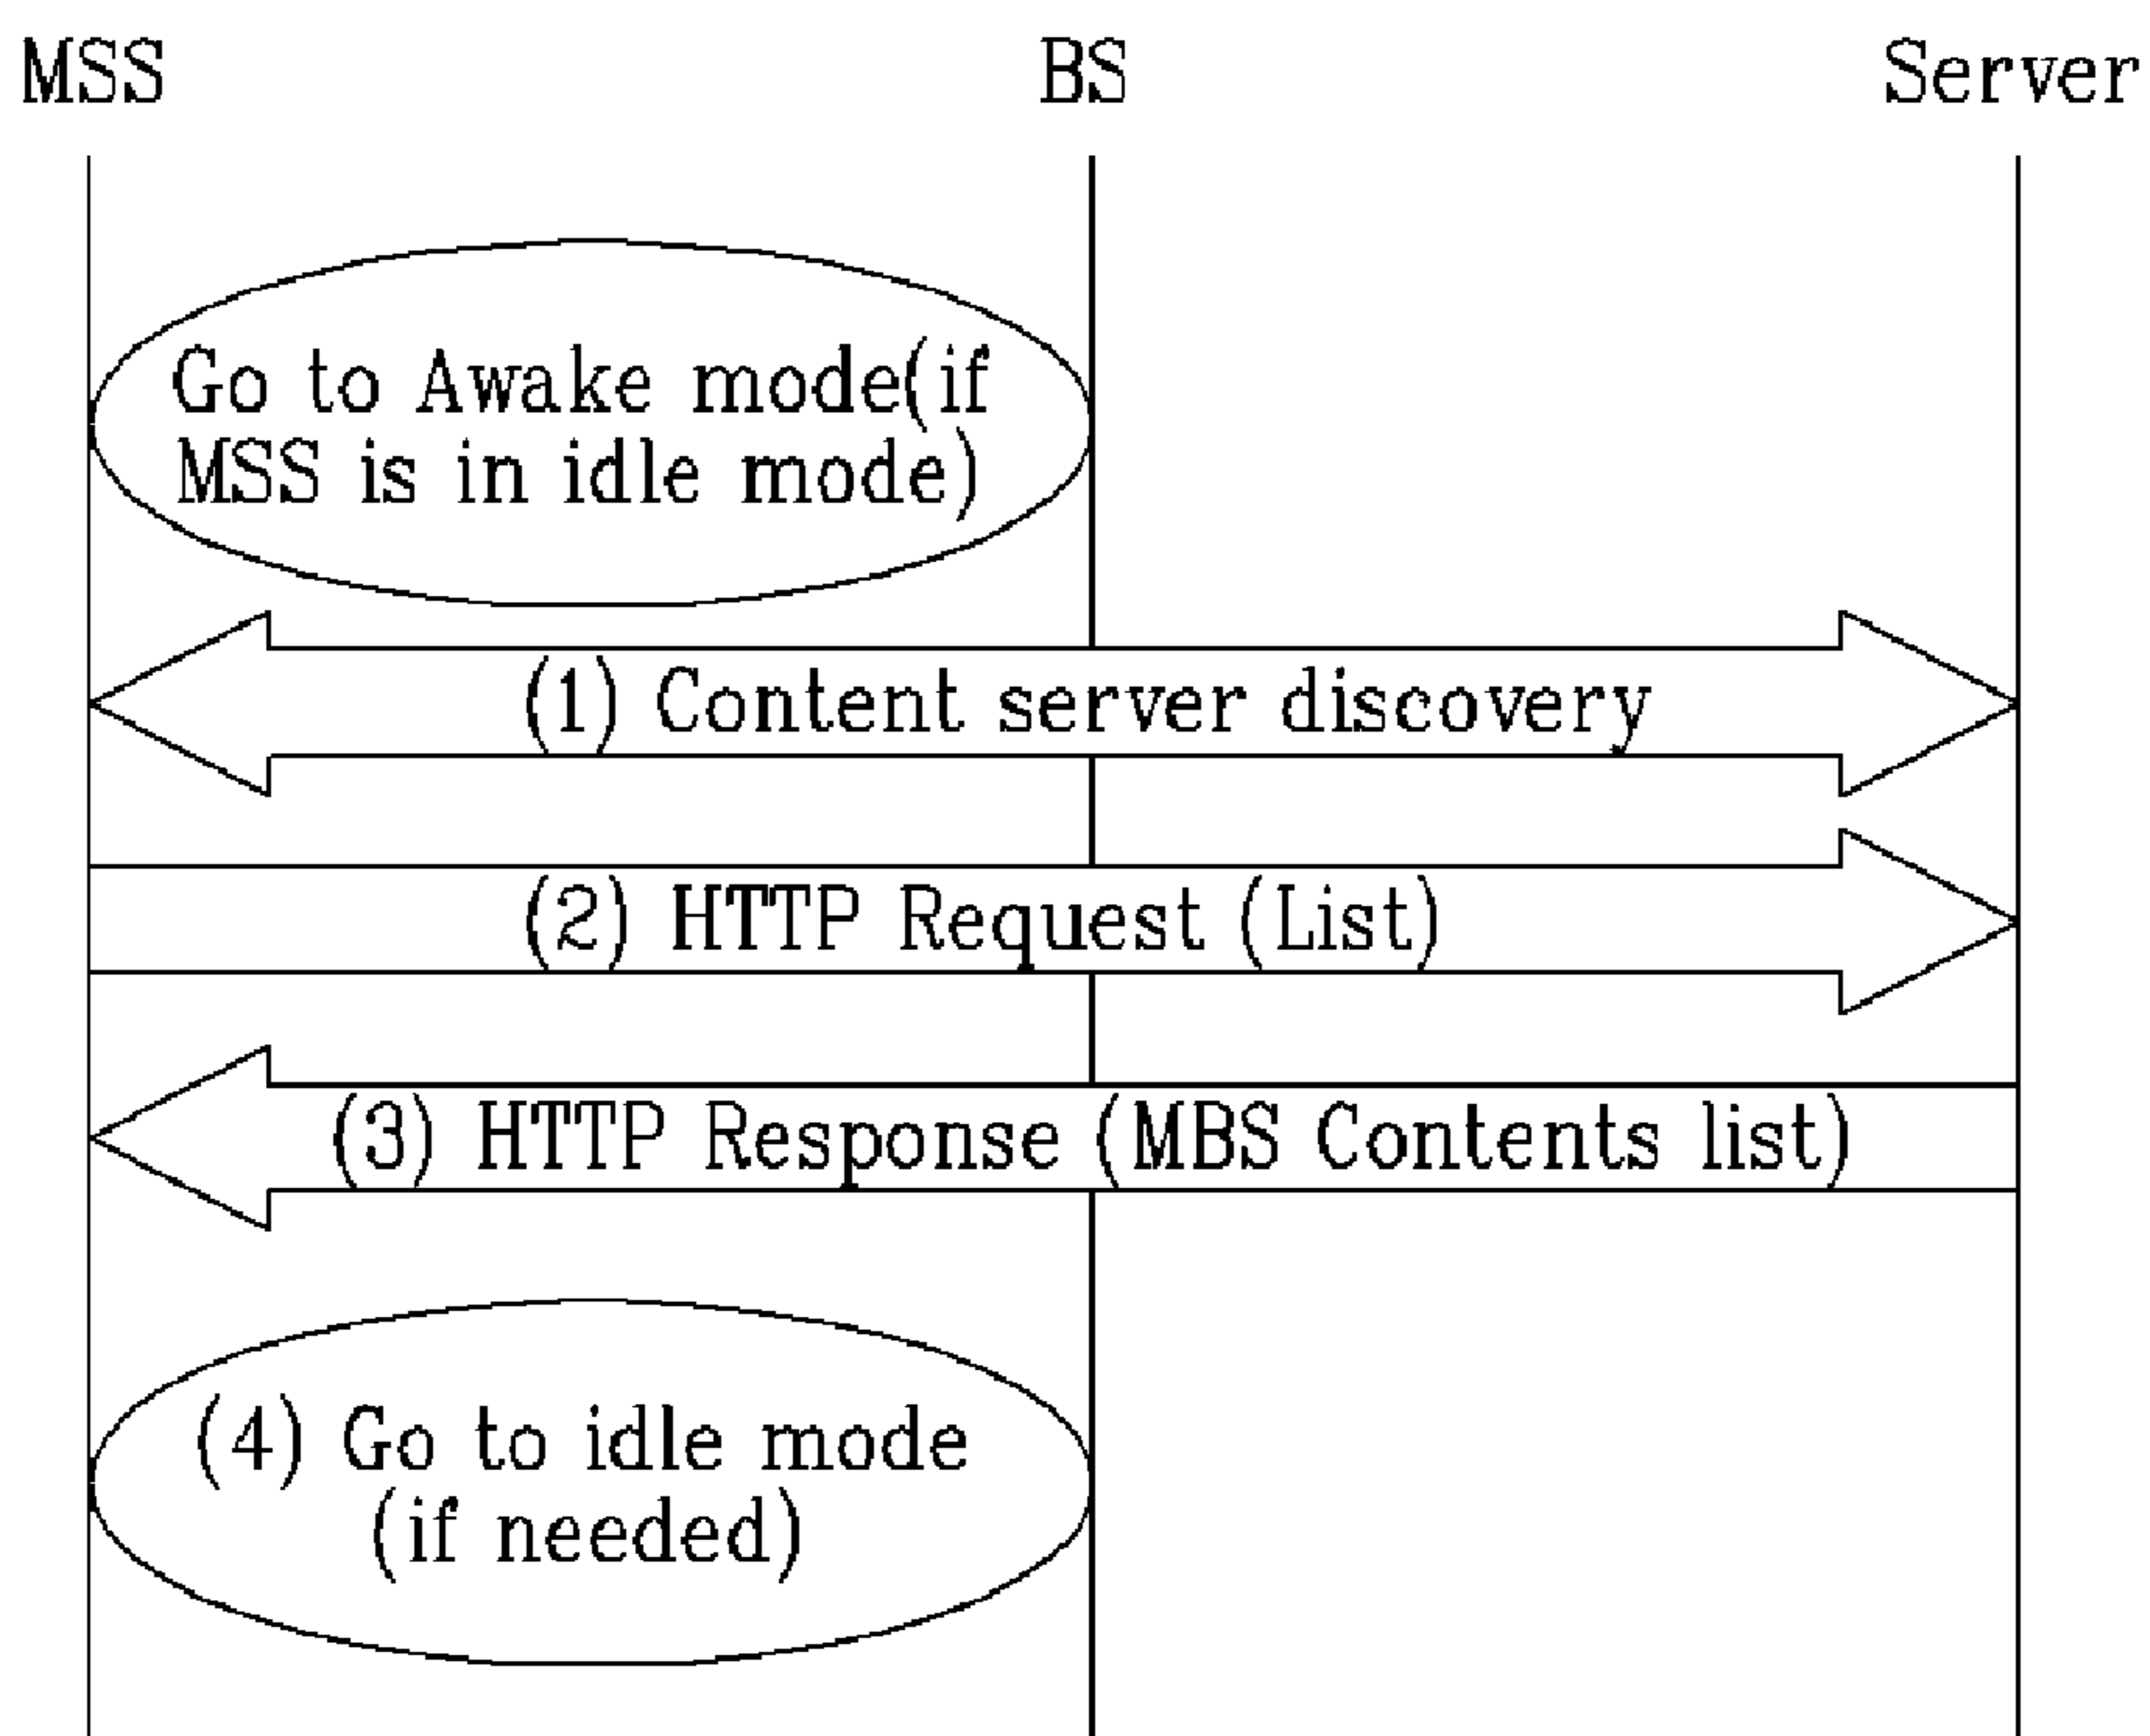 MSS BS Server
Go to Awake mode(if
MSS is in idle mode)
(1) Content server discovery
(2) HTTP Request (List)
(3) HTTP Response (MBS Contents list)
(4) Go to idle mode
(if needed)